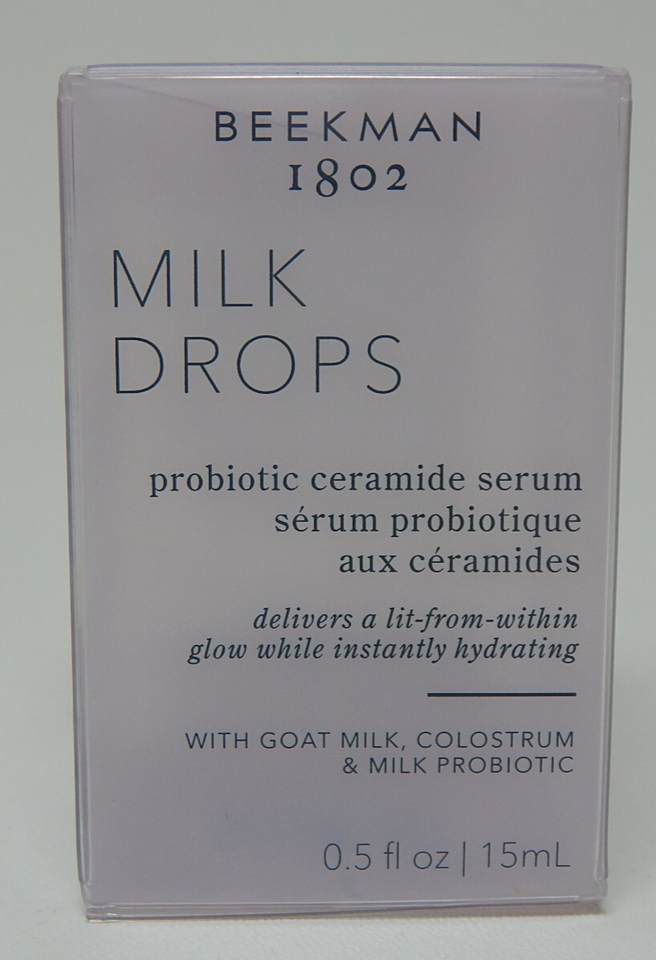 BEEKMAN
1802
MILK
DROPS
probiotic ceramide serum
sérum probiotique
aux céramides
delivers a lit-from-within
glow while instantly hydrating
WITH GOAT MILK, COLOSTRUM
& MILK PROBIOTIC
0.5 fl oz | 15mL